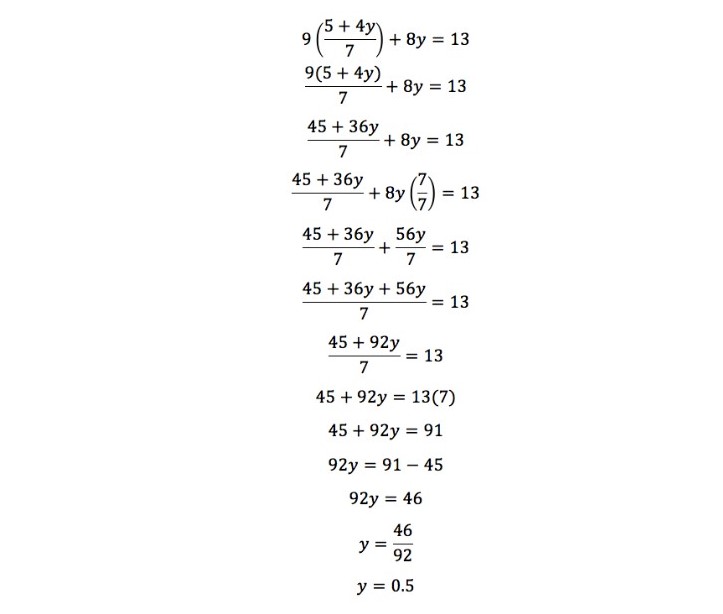 9(5 + 4y/7) + 8y = 13
9(5 + 4y)/7 + 8y = 13
45 + 36y/7 + 8y = 13
45 + 36y/7 + 8y(7/7) = 13
45 + 36y/7 + 56y/7 = 13
45 + 36y + 56y/7 = 13
45 + 92y/7 = 13
45 + 92y = 13(7)
45 + 92y = 91
92y = 91 − 45
92y = 46
y = 46/92
y = 0.5